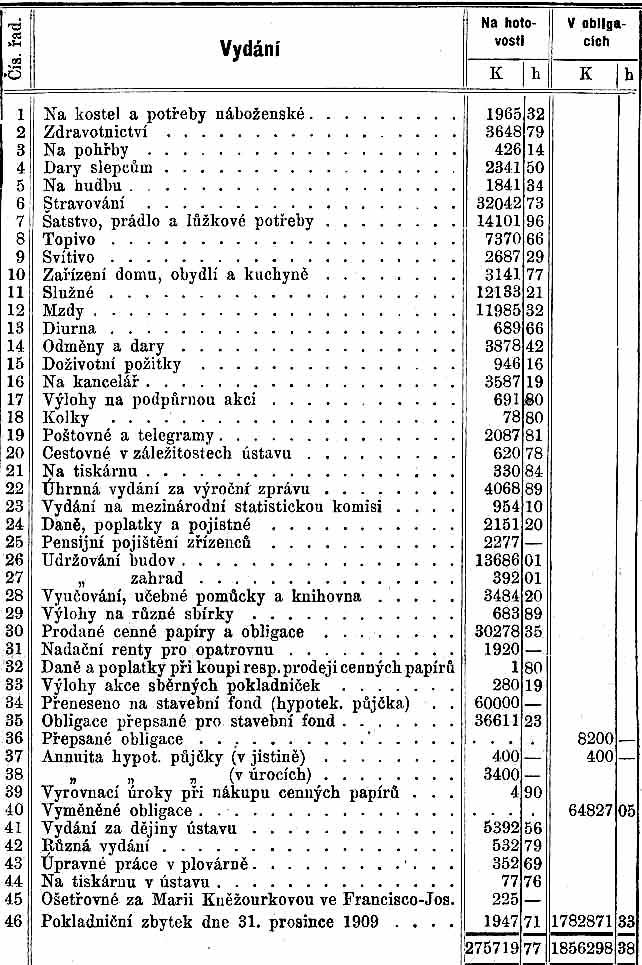 Čís. řad. Vydání Na hoto-vosti V obliga-cích
K h K h
1 Na kostel a potřeby náboženské . . . . . . . . . 1965 32
2 Zdravotnictví . . . . . . . . . . . . . . . . . 3648 79
3 Na pohřby . . . . . . . . . . . . . . . . . . 426 14
4 Dary slepcům . . . . . . . . . . . . . . . . . 2341 50
5 Na hudbu . . . . . . . . . . . . . . . . . . . 1841 34
6 Stravování . . . . . . . . . . . . . . . . . . 32042 73
7 Šatstvo, prádlo a lůžkové potřeby . . . . . . . . 14101 96
8 Topivo . . . . . . . . . . . . . . . . . . . . 7370 66
9 Svítivo . . . . . . . . . . . . . . . . . . . 2687 29
10 Zařízení domu, obydlí a kuchyně . . . . . . . . 3141 77
11 Služné . . . . . . . . . . . . . . . . . . . . 12133 21
12 Mzdy . . . . . . . . . . . . . . . . . . . . . 11985 32
13 Diurna . . . . . . . . . . . . . . . . . . . . 689 66
14 Odměny a dary . . . . . . . . . . . . . . . . 3878 42
15 Doživotní požitky . . . . . . . . . . . . . . . 946 16
16 Na kancelář . . . . . . . . . . . . . . . . . . 3587 19
17 Výlohy na podpůrnou akci . . . . . . . . . . . 691 80
18 Kolky . . . . . . . . . . . . . . . . . . . . 78 80
19 Poštovné a telegramy . . . . . . . . . . . . . . 2087 81
20 Cestovné v záležitostech ústavu . . . . . . . . . 620 78
21 Na tiskárnu . . . . . . . . . . . . . . . . . . 330 84
22 Úhrnná vydání za výroční zprávu . . . . . . . . 4068 89
23 Vydání na mezinárodní statistickou komisi . . . . 954 10
24 Daně, poplatky a pojistné . . . . . . . . . . . . 2151 20
25 Pensijní pojištění zřízenců . . . . . . . . . . . 2277 —
26 Udržování budov . . . . . . . . . . . . . . . . 13686 01
27 „ zahrad . . . . . . . . . . . . . . . 392 01
28 Vyučování, učebné pomůcky a knihovna . . . . . 3484 20
29 Výlohy na různé sbírky . . . . . . . . . . . . . 683 89
30 Prodané cenné papíry a obligace . . . . . . . . 30278 35
31 Nadační renty pro opatrovnu . . . . . . . . . . 1920 —
32 Daně a poplatky při koupi resp. prodeji cenných papírů 1 80
33 Výlohy akce sběrných pokladniček . . . . . . . 280 19
34 Přeneseno na stavební fond (hypotek. půjčka) . . 60000 —
35 Obligace přepsané pro stavební fond . . . . . . . 36611 23
36 Přepsané obligace . . . . . . . . . . . . . . . . . . 8200 —
37 Annuita hypot. půjčky (v jistině) . . . . . . . . 400 — 400 —
38 „ „ „ (v úrocích) . . . . . . . . 3400 —
39 Vyrovnací úroky při nákupu cenných papírů . . . 4 90
40 Vyměněné obligace . . . . . . . . . . . . . . . . . . 64827 05
41 Vydání za dějiny ústavu . . . . . . . . . . . . 5392 56
42 Různá vydání . . . . . . . . . . . . . . . . . 532 79
43 Úpravné práce v plovárně . . . . . . . . . . . . 352 69
44 Na tiskárnu v ústavu . . . . . . . . . . . . . . 77 76
45 Ošetřovné za Marii Kněžourkovou ve Francisco-Jos. 225 —
46 Pokladniční zbytek dne 31. prosince 1909 . . . . 1947 71 1782871 33
275719 77 1856298 38